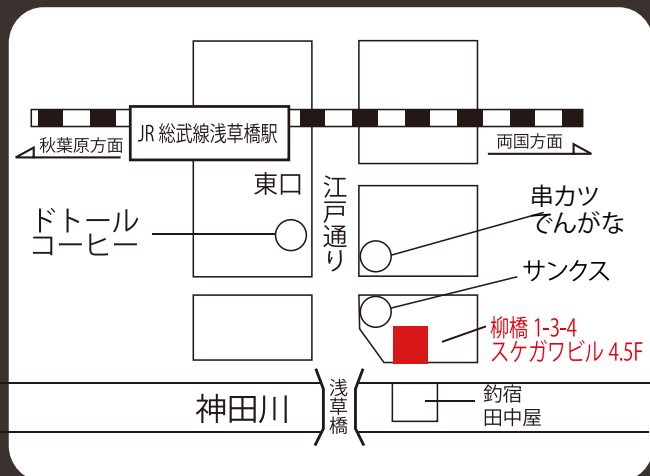 JR 総武線浅草橋駅
秋葉原方面
両国方面
東口
江戸通り
ドトール
コーヒー
串カツ
でんがな
サンクス
柳橋 1-3-4
スケガワビル 4.5F
神田川
浅草橋
釣宿
田中屋